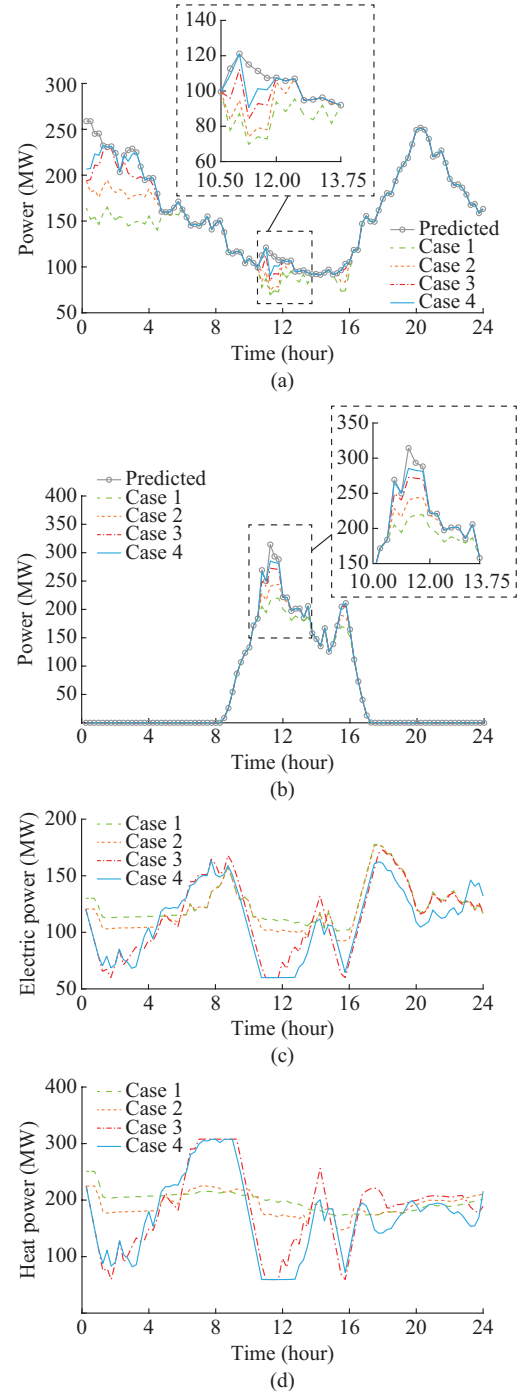 140
120
100
80
60
10.50 12.00 13.75
300
250
200
150
100
50
Power (MW)
Predicted
Case 1
Case 2
Case 3
Case 4
0 4 8 12 16 20 24
Time (hour)
(a)
350
300
250
200
150
10.00 12.00 13.75
Predicted
Case 1
Case 2
Case 3
Case 4
400
350
300
250
200
150
100
50
Power (MW)
0 4 8 12 16 20 24
Time (hour)
(b)
200
150
100
50
Electric power (MW)
Case 1
Case 2
Case 3
Case 4
0 4 8 12 16 20 24
Time (hour)
(c)
400
300
200
100
Heat power (MW)
Case 1
Case 2
Case 3
Case 4
0 4 8 12 16 20 24
Time (hour)
(d)